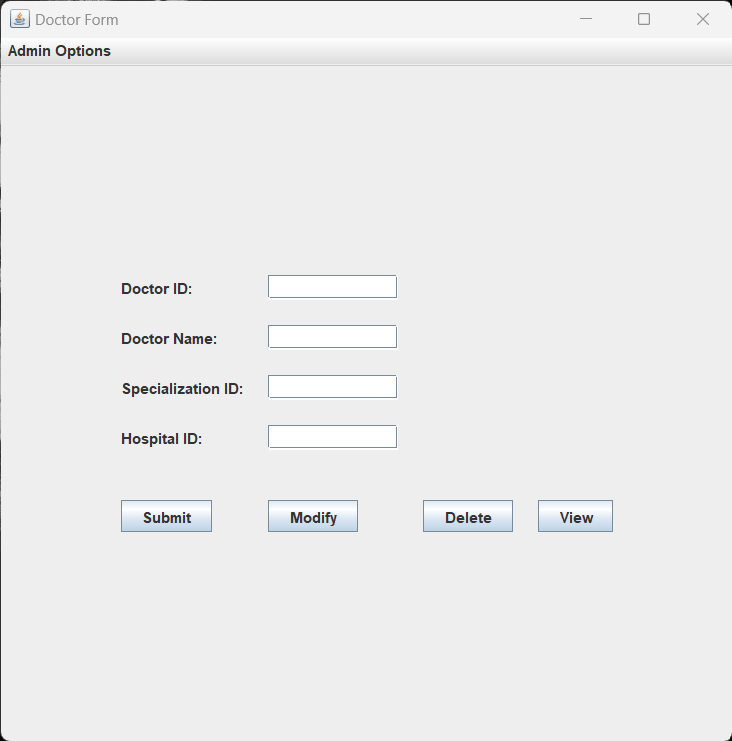 Doctor Form
Admin Options
Doctor ID:
Doctor Name:
Specialization ID:
Hospital ID:
Submit Modify Delete View